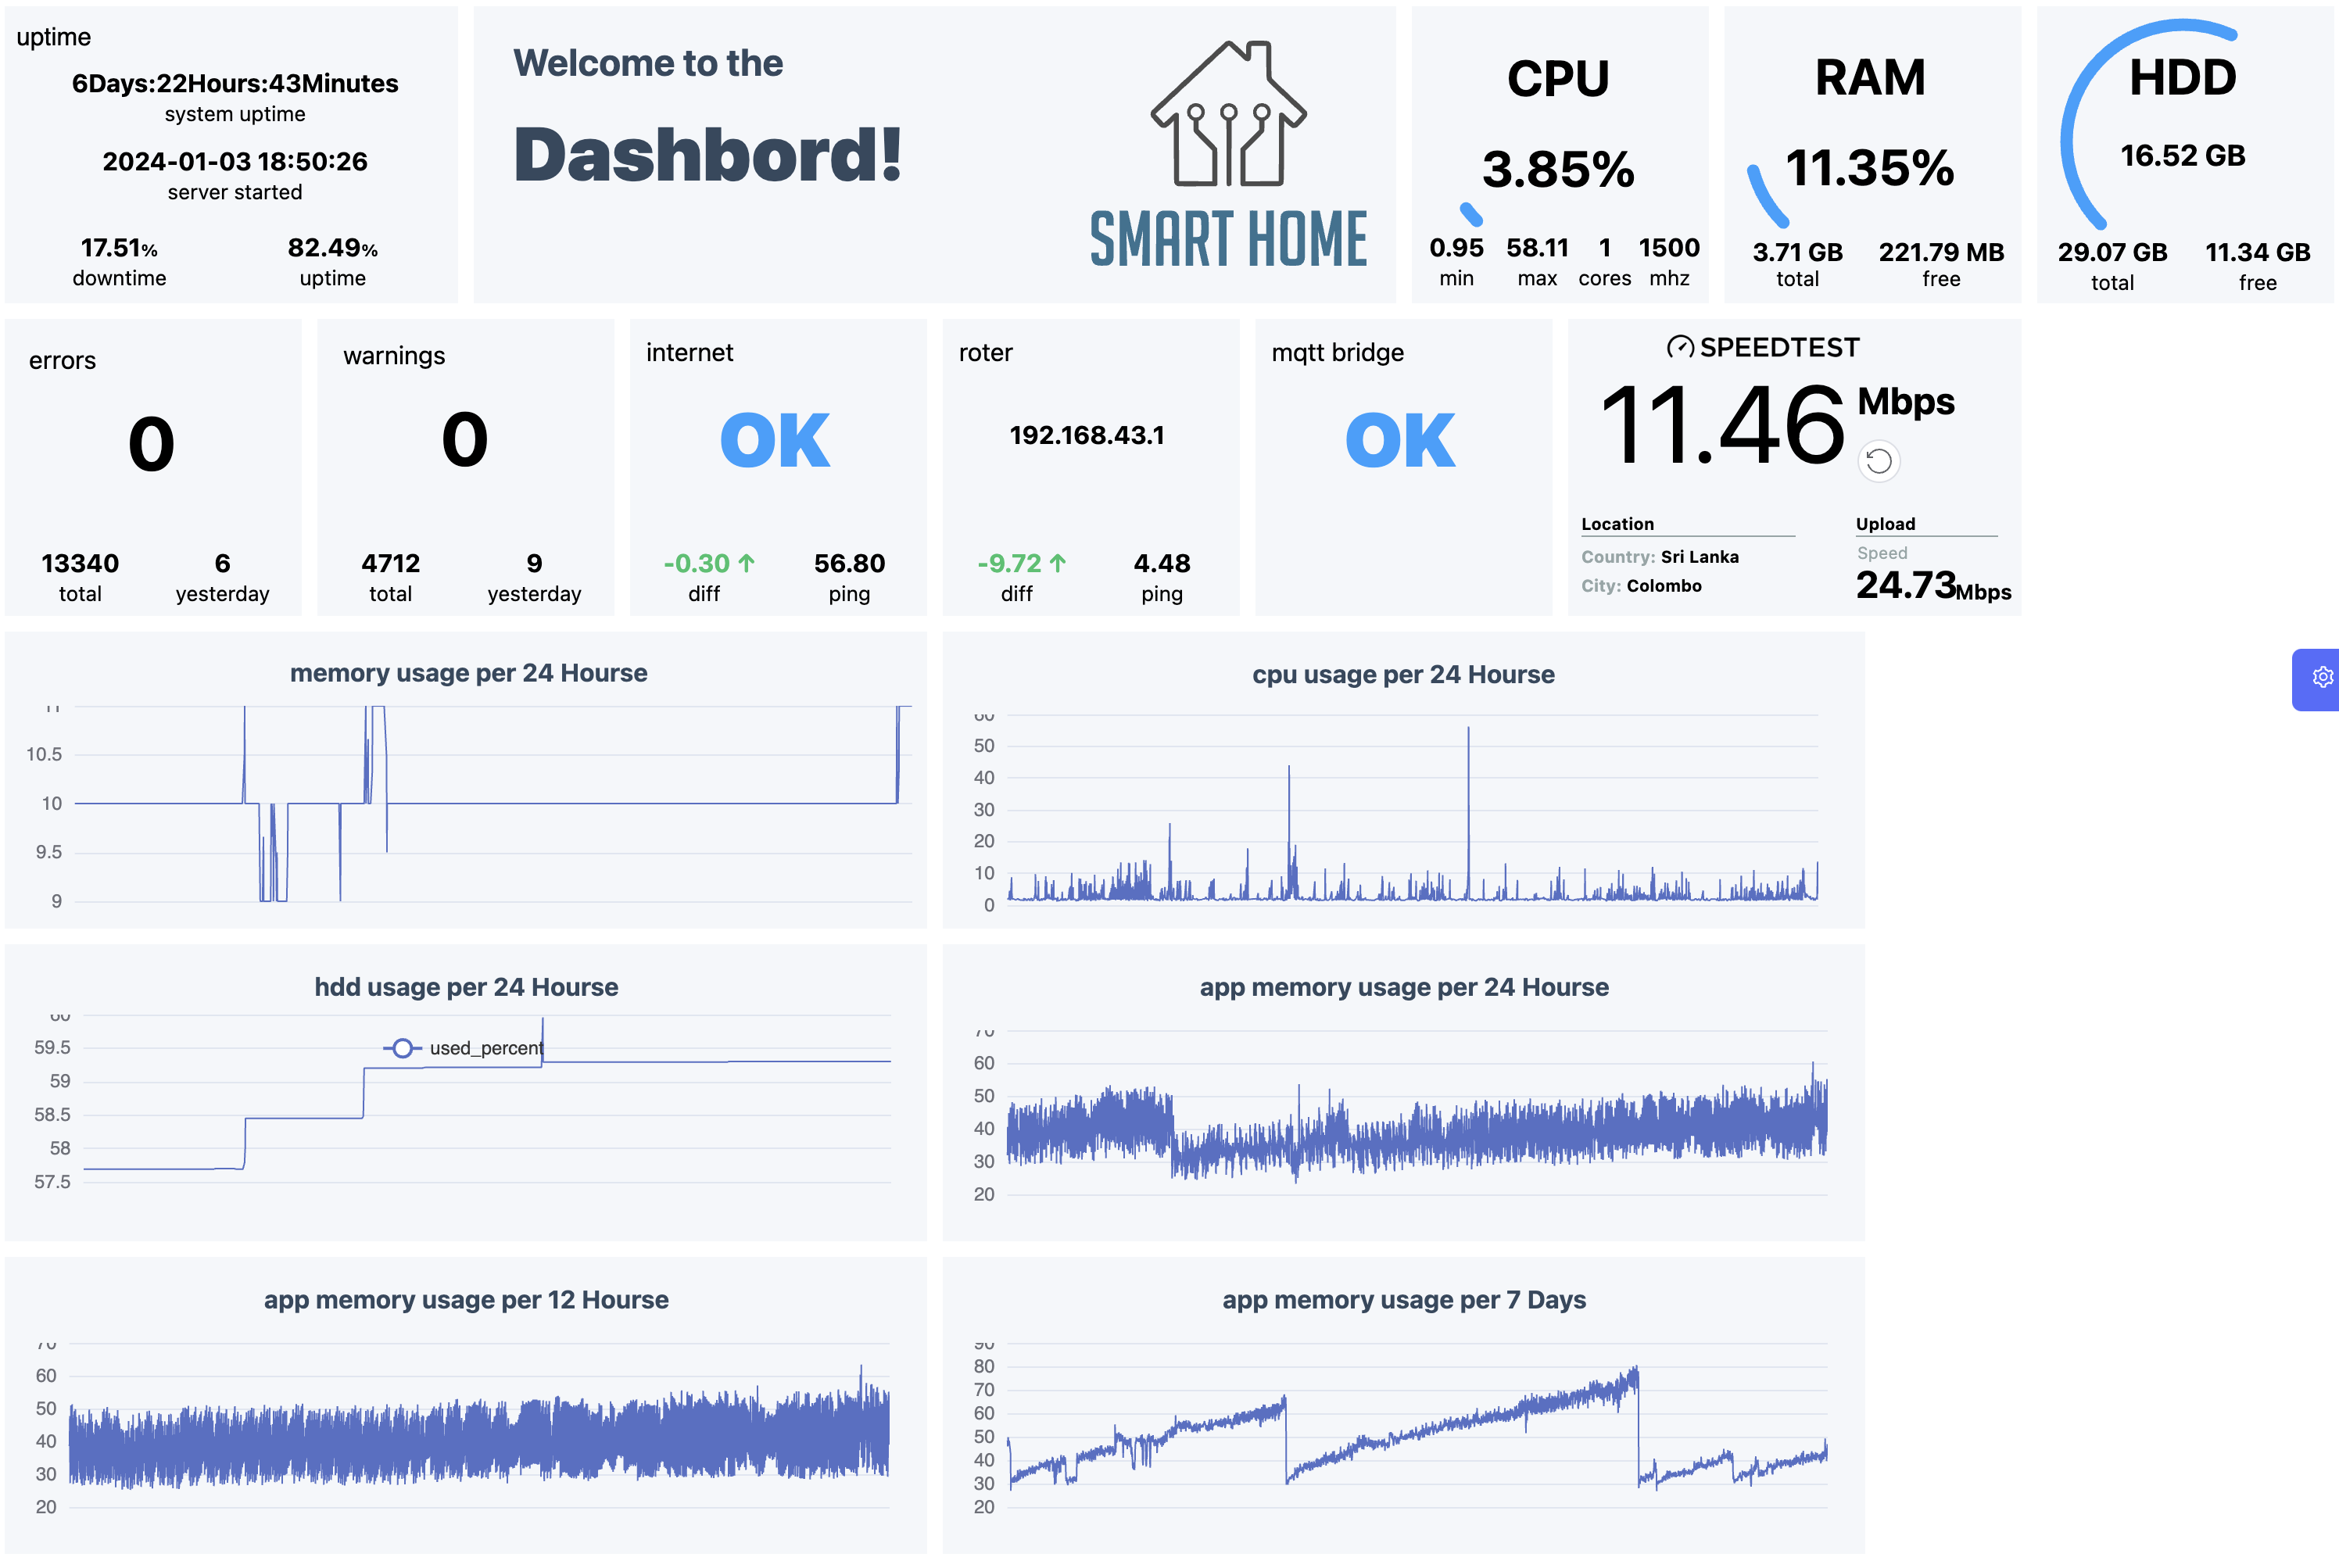 uptime
6Days:22Hours:43Minutes
system uptime
2024-01-03 18:50:26
server started
17.51% 82.49%
downtime uptime
Welcome to the
Dashbord!
SMART HOME
CPU
3.85%
0.95 58.11 1 1500
min max cores mhz
RAM
11.35%
3.71 GB 221.79 MB
total free
HDD
16.52 GB
29.07 GB 11.34 GB
total free
errors
0
13340 6
total yesterday
warnings
0
4712 9
total yesterday
internet
OK
-0.30 ↑ 56.80
diff ping
roter
192.168.43.1
-9.72 ↑ 4.48
diff ping
mqtt bridge
OK
SPEEDTEST
11.46 Mbps
Location
Country: Sri Lanka
City: Colombo
Upload
Speed
24.73Mbps
memory usage per 24 Hourse
11
10.5
10
9.5
9
cpu usage per 24 Hourse
60
50
40
30
20
10
0
hdd usage per 24 Hourse
60
59.5
59
58.5
58
57.5
used_percent
app memory usage per 24 Hourse
70
60
50
40
30
20
app memory usage per 12 Hourse
70
60
50
40
30
20
app memory usage per 7 Days
90
80
70
60
50
40
30
20